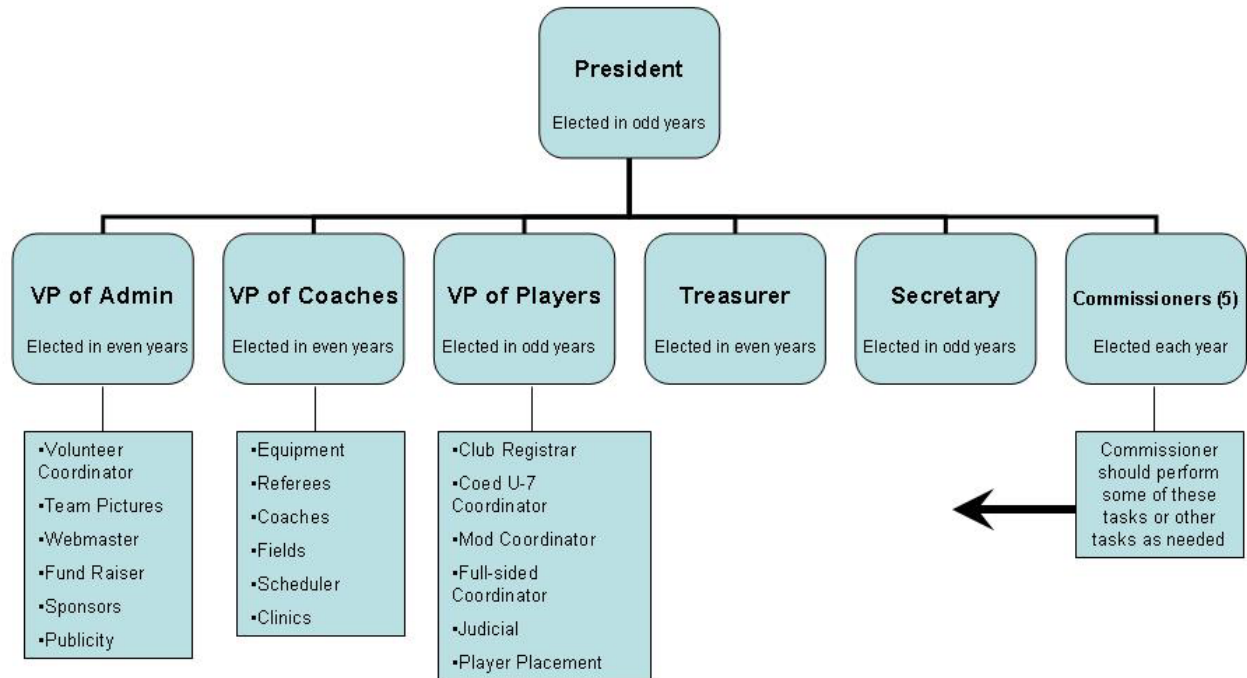 President
Elected in odd years
VP of Admin
Elected in even years
VP of Coaches
Elected in even years
VP of Players
Elected in odd years
Treasurer
Elected in even years
Secretary
Elected in odd years
Commissioners (5)
Elected each year
▪Volunteer
Coordinator
▪Team Pictures
▪Webmaster
▪Fund Raiser
▪Sponsors
▪Publicity
▪Equipment
▪Referees
▪Coaches
▪Fields
▪Scheduler
▪Clinics
▪Club Registrar
▪Coed U-7
Coordinator
▪Mod Coordinator
▪Full-sided
Coordinator
▪Judicial
▪Player Placement
Commissioner
should perform
some of these
tasks or other
tasks as needed